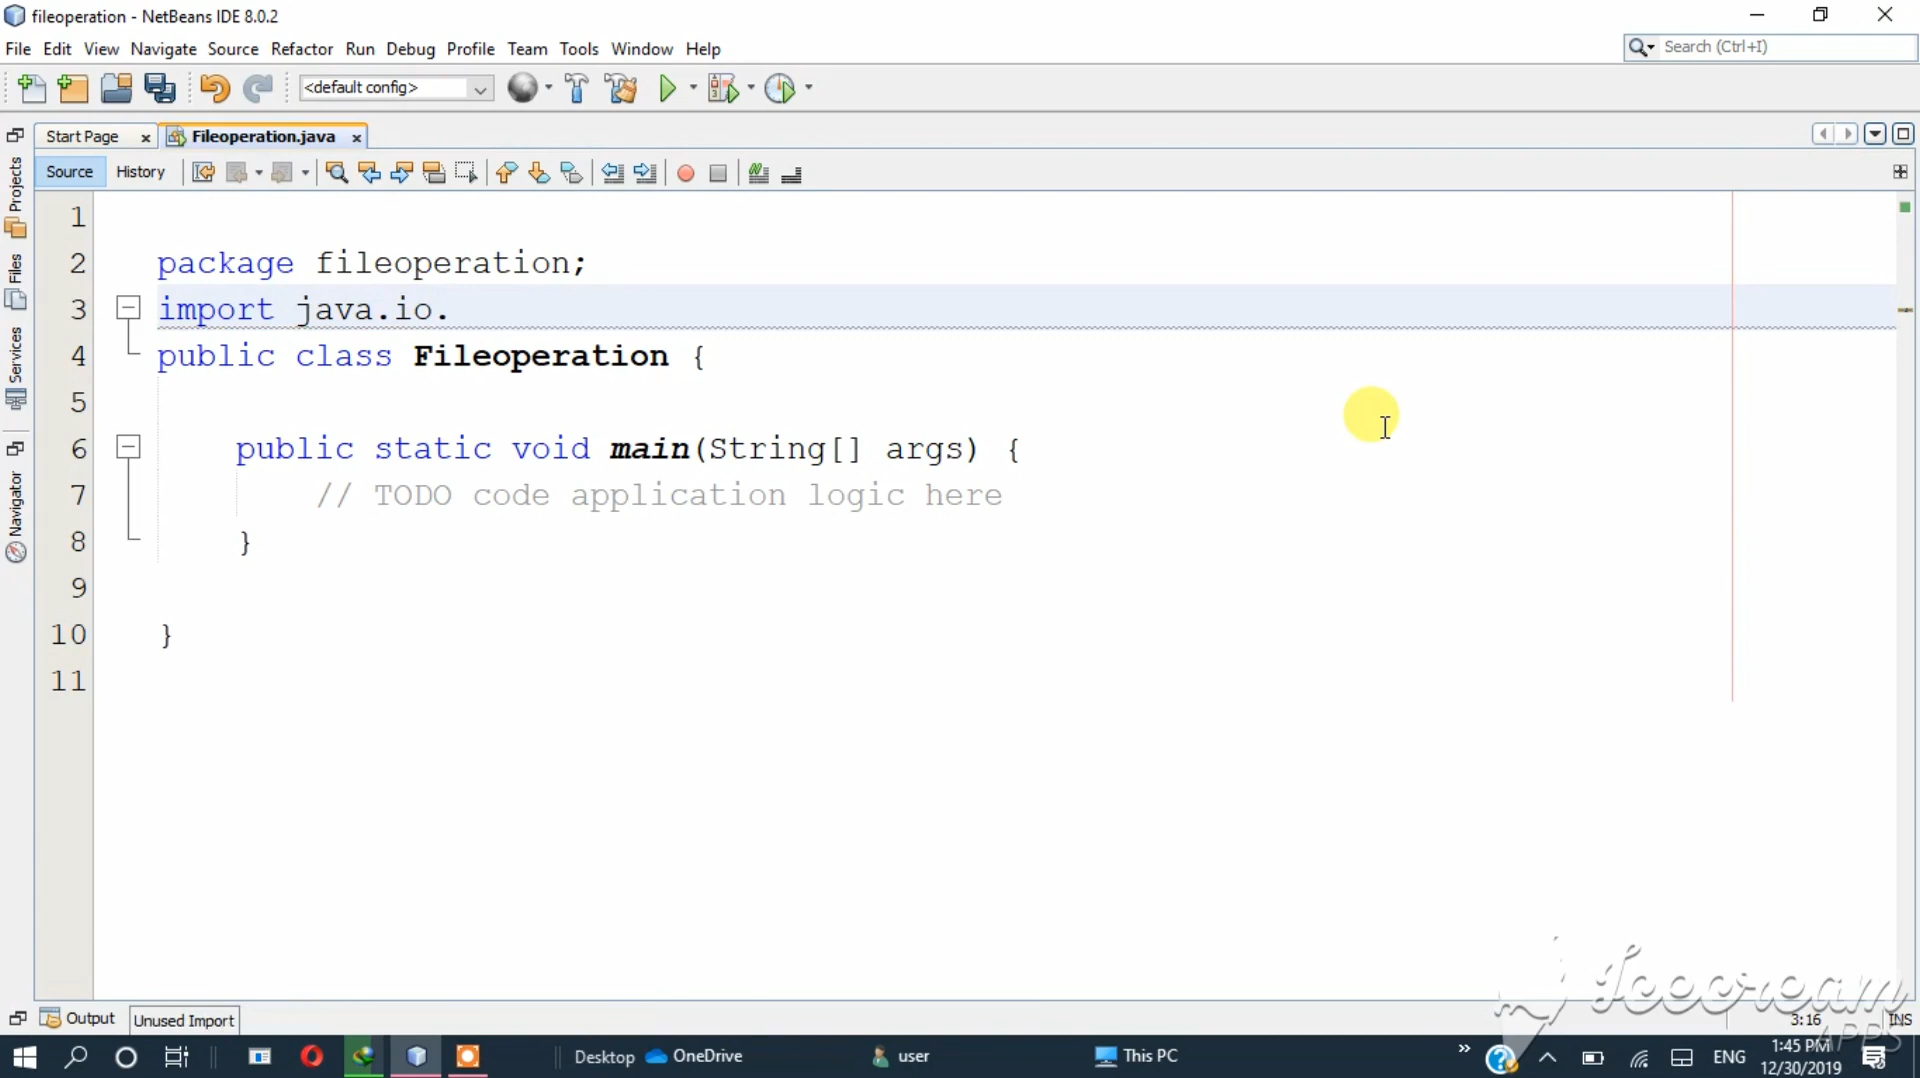 fileoperation - NetBeans IDE 8.0.2
File Edit View Navigate Source Refactor Run Debug Profile Team Tools Window Help
Search (Ctrl+I)
<default config>
Start Page
Fileoperation.java
Source History
Projects
Files
Services
Navigator
1
2 package fileoperation;
3 import java.io.
4 public class Fileoperation {
5
6 public static void main(String[] args) {
7 // TODO code application logic here
8 }
9
10 }
11
Icecream
APPS
Output
Unused Import
3:16 INS
Desktop OneDrive user This PC
ENG
1:45 PM
12/30/2019